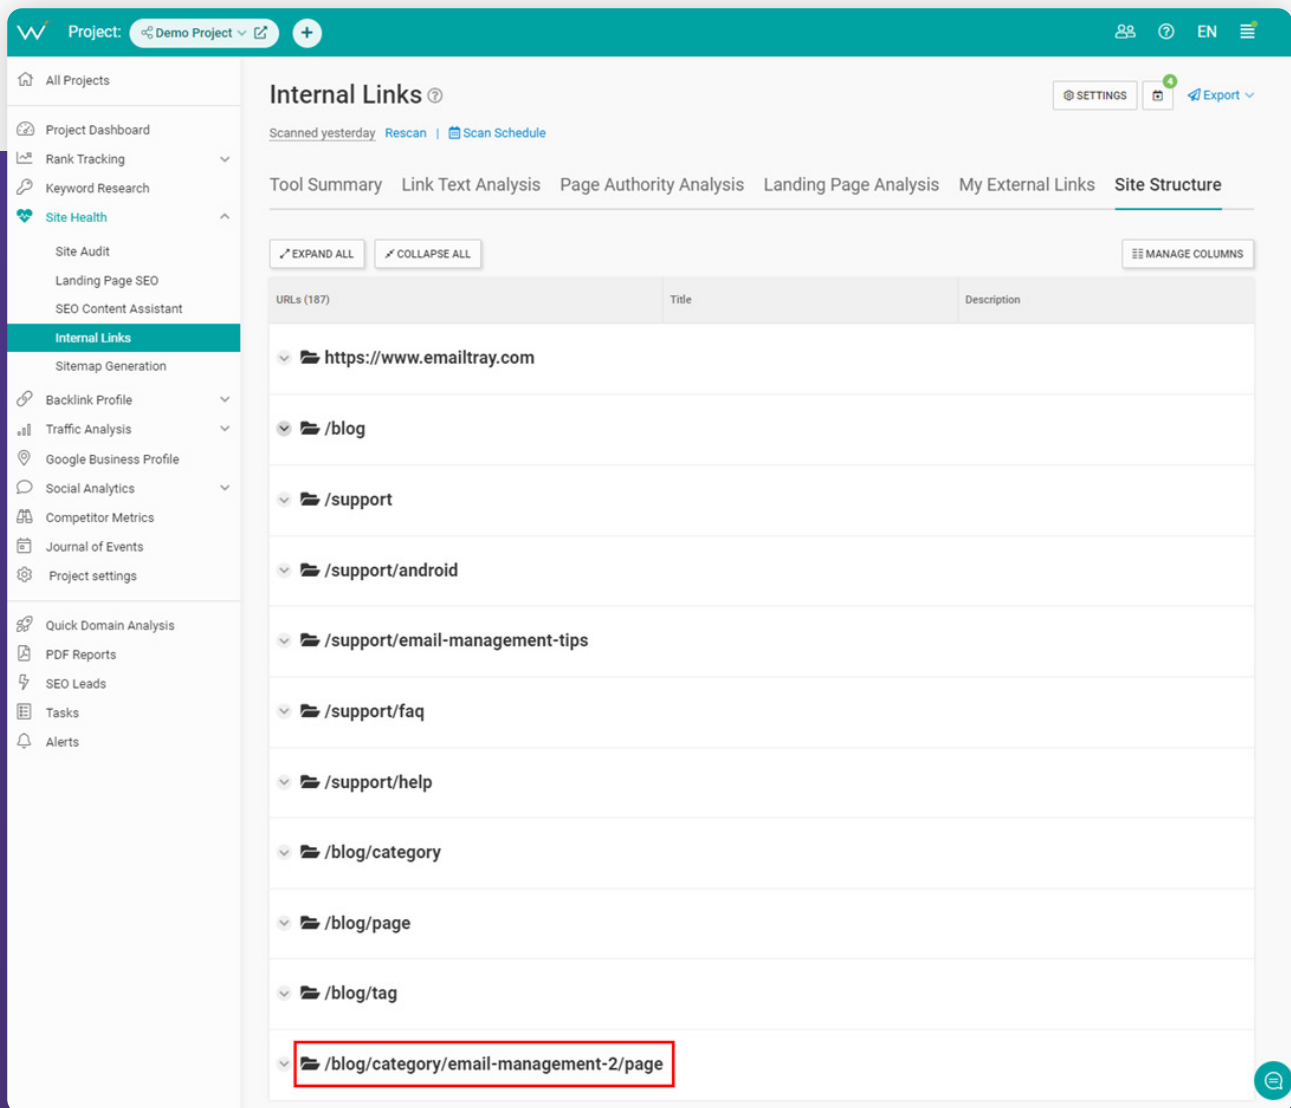 Project: Demo Project
EN
All Projects
Project Dashboard
Rank Tracking
Keyword Research
Site Health
Site Audit
Landing Page SEO
SEO Content Assistant
Internal Links
Sitemap Generation
Backlink Profile
Traffic Analysis
Google Business Profile
Social Analytics
Competitor Metrics
Journal of Events
Project settings
Quick Domain Analysis
PDF Reports
SEO Leads
Tasks
Alerts
Internal Links
SETTINGS
4
Export
Scanned yesterday Rescan | Scan Schedule
Tool Summary Link Text Analysis Page Authority Analysis Landing Page Analysis My External Links Site Structure
EXPAND ALL COLLAPSE ALL MANAGE COLUMNS
URLs (187) Title Description
https://www.emailtray.com
/blog
/support
/support/android
/support/email-management-tips
/support/faq
/support/help
/blog/category
/blog/page
/blog/tag
/blog/category/email-management-2/page